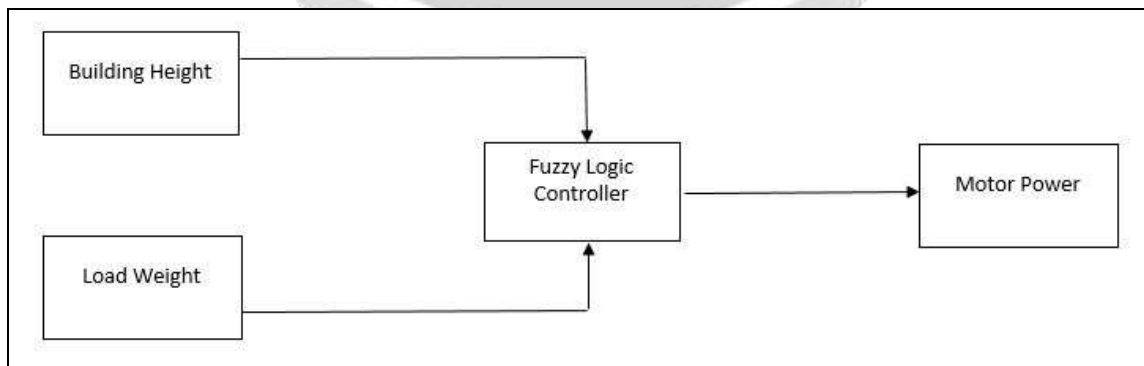 Building Height
Fuzzy Logic
Controller
Motor Power
Load Weight